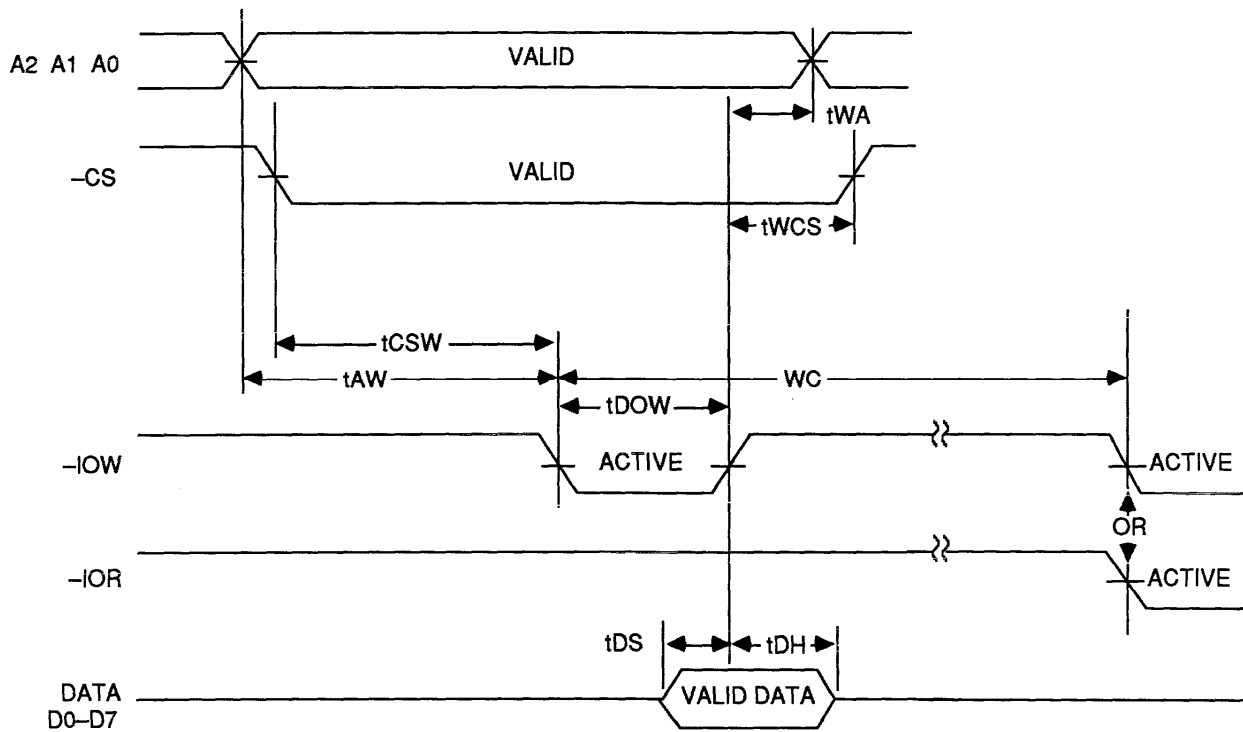 A2 A1 A0
VALID
tWA
–CS
VALID
tWCS
tCSW
tAW
WC
tDOW
–IOW
ACTIVE
ACTIVE
OR
–IOR
ACTIVE
tDS
tDH
DATA
D0–D7
VALID DATA